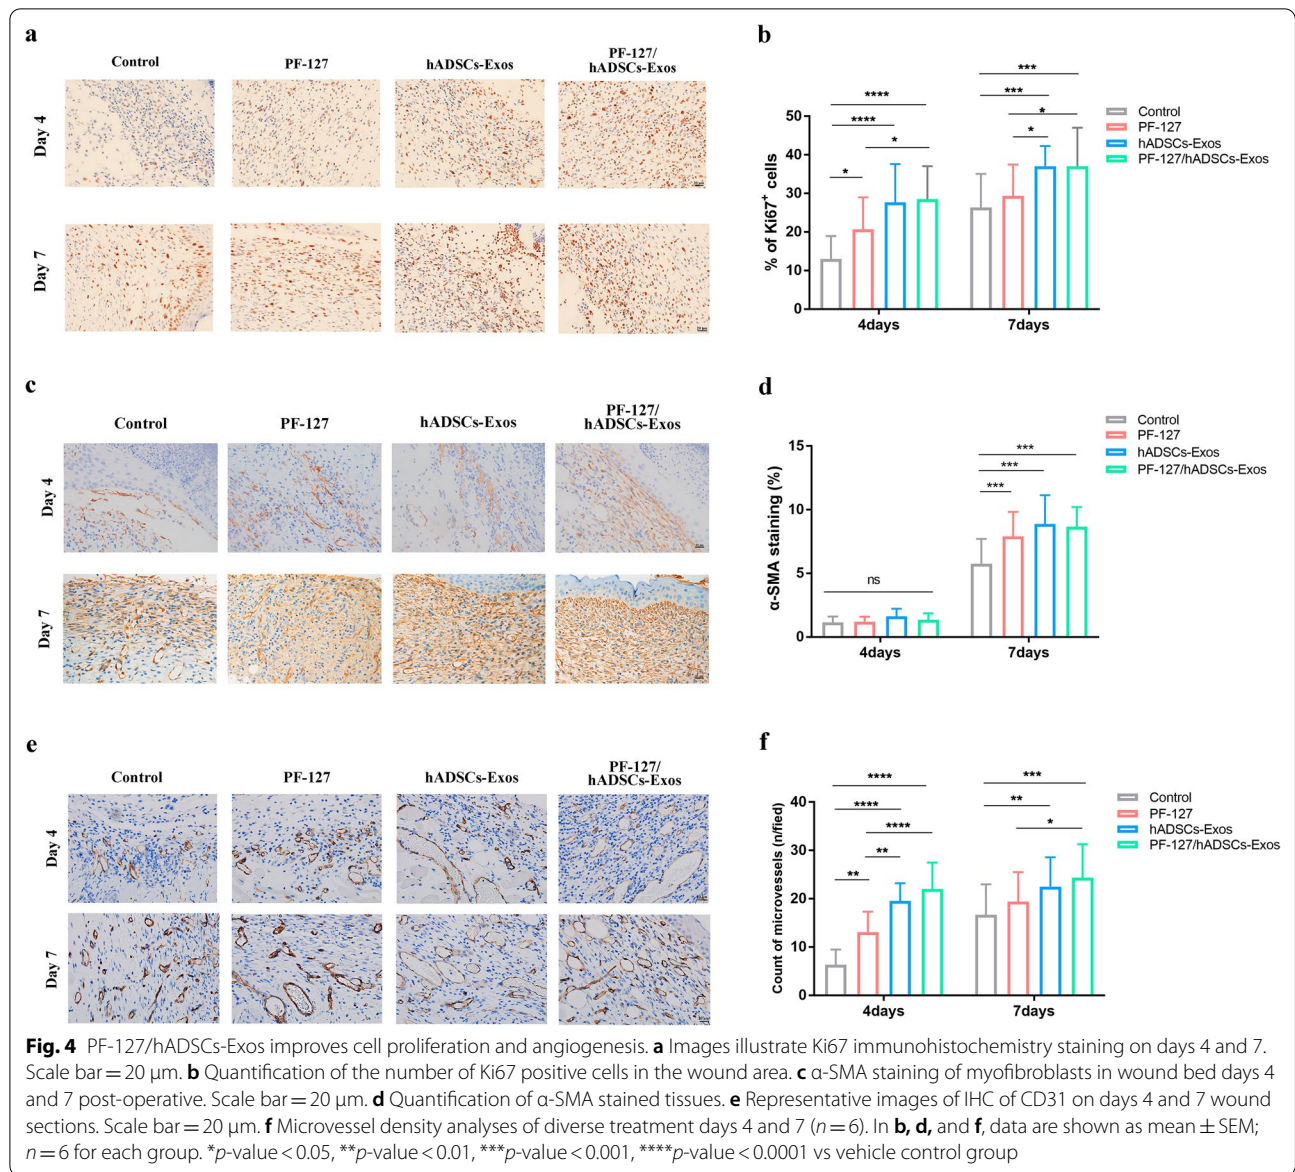 a
Control
PF-127
hADSCs-Exos
PF-127/
hADSCs-Exos
Day 4
Day 7
b
% of Ki67+ cells
50
40
30
20
10
0
****
****
*
*
***
***
*
*
4days
7days
Control
PF-127
hADSCs-Exos
PF-127/hADSCs-Exos
c
Control
PF-127
hADSCs-Exos
PF-127/
hADSCs-Exos
Day 4
Day 7
d
α-SMA staining (%)
15
10
5
0
ns
***
***
***
4days
7days
Control
PF-127
hADSCs-Exos
PF-127/hADSCs-Exos
e
Control
PF-127
hADSCs-Exos
PF-127/
hADSCs-Exos
Day 4
Day 7
f
Count of microvessels (n/fied)
40
30
20
10
0
****
****
****
**
**
***
**
*
4days
7days
Control
PF-127
hADSCs-Exos
PF-127/hADSCs-Exos
Fig. 4 PF-127/hADSCs-Exos improves cell proliferation and angiogenesis. a Images illustrate Ki67 immunohistochemistry staining on days 4 and 7.
Scale bar = 20 μm. b Quantification of the number of Ki67 positive cells in the wound area. c α-SMA staining of myofibroblasts in wound bed days 4
and 7 post-operative. Scale bar = 20 μm. d Quantification of α-SMA stained tissues. e Representative images of IHC of CD31 on days 4 and 7 wound
sections. Scale bar = 20 μm. f Microvessel density analyses of diverse treatment days 4 and 7 (n = 6). In b, d, and f, data are shown as mean ± SEM;
n = 6 for each group. *p-value < 0.05, **p-value < 0.01, ***p-value < 0.001, ****p-value < 0.0001 vs vehicle control group